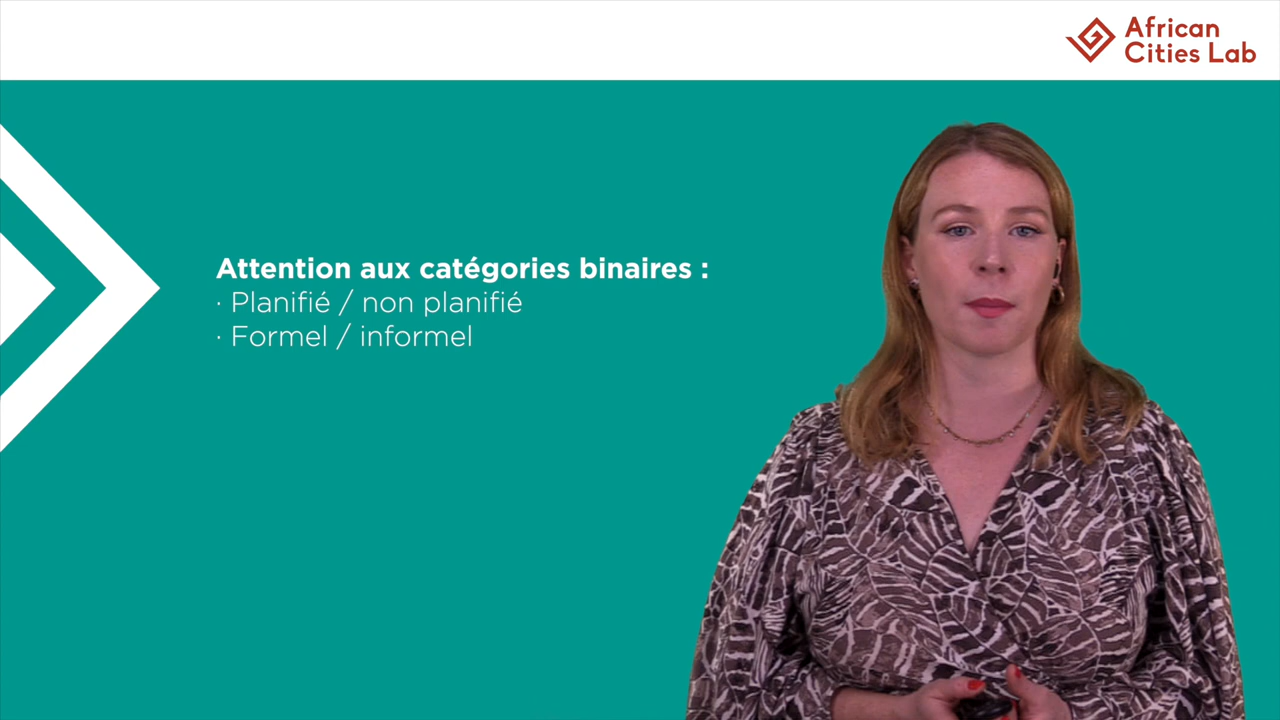 African
Cities Lab
Attention aux catégories binaires :
· Planifié / non planifié
· Formel / informel